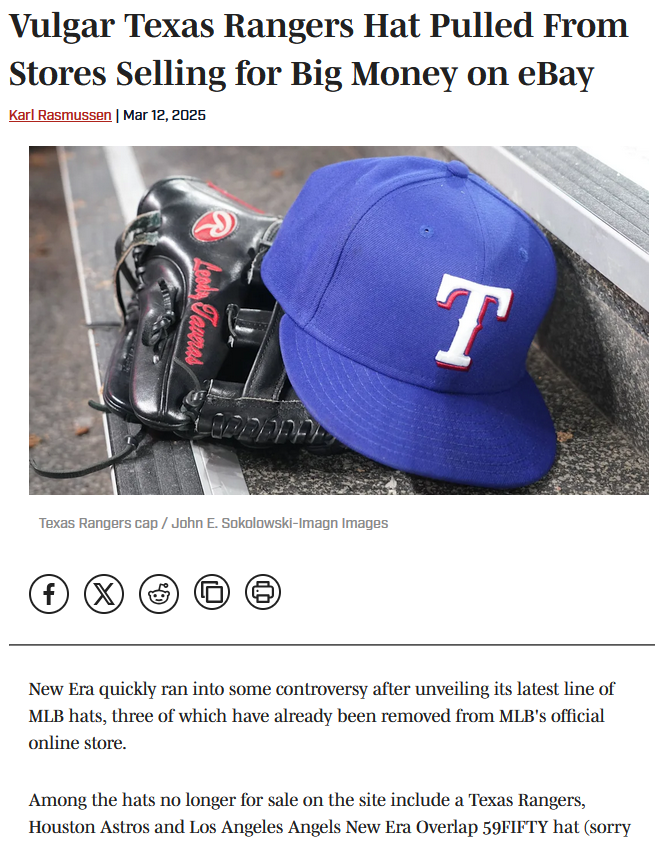 Vulgar Texas Rangers Hat Pulled From
Stores Selling for Big Money on eBay
Karl Rasmussen | Mar 12, 2025
R
Leody Taveras
T
Texas Rangers cap / John E. Sokolowski-Imagn Images
New Era quickly ran into some controversy after unveiling its latest line of
MLB hats, three of which have already been removed from MLB's official
online store.
Among the hats no longer for sale on the site include a Texas Rangers,
Houston Astros and Los Angeles Angels New Era Overlap 59FIFTY hat (sorry